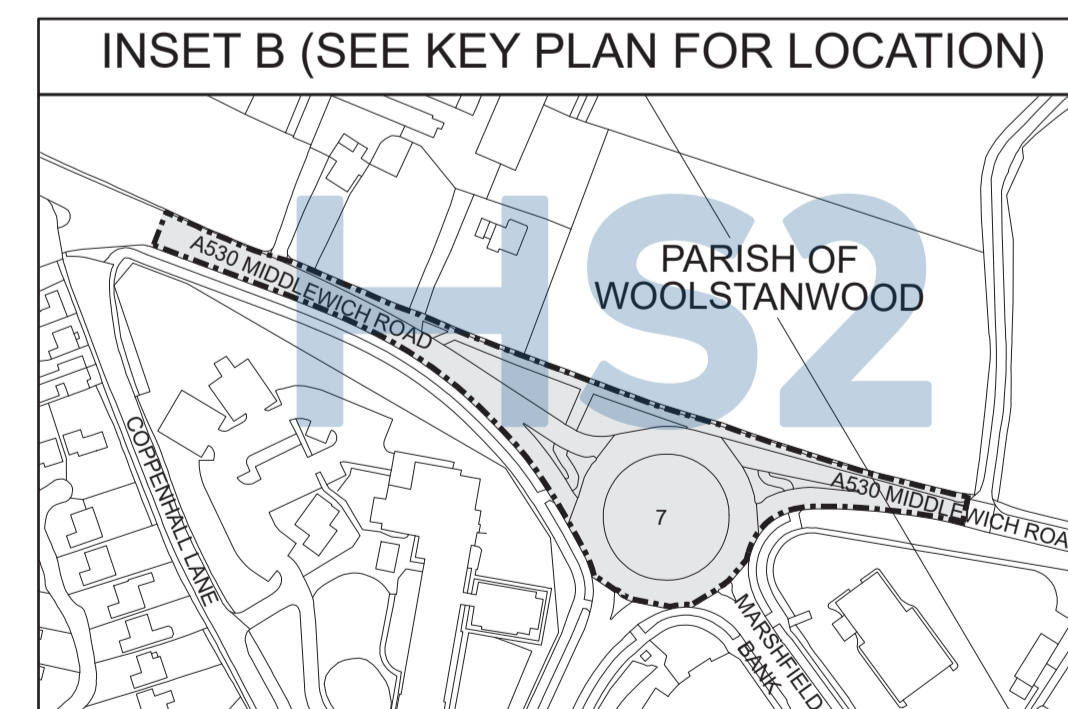 INSET B (SEE KEY PLAN FOR LOCATION)
HS2
PARISH OF
WOOLSTANWOOD
A530 MIDDLEWICH ROAD
A530 MIDDLEWICH ROA
7
COPPENHALL LANE
MARSHFIELD
BANK